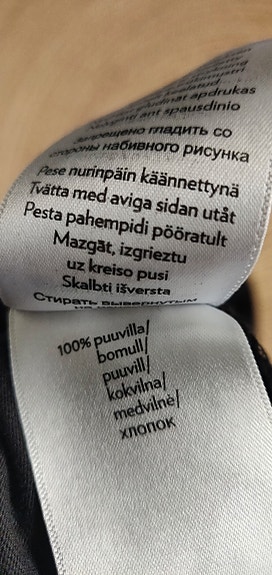 apdrukas
ant spausdinio
Запрещено гладить со
стороны набивного рисунка
Pese nurinpäin käännettynä
Tvätta med aviga sidan utåt
Pesta pahempidi pööratult
Mazgāt, izgrieztu
uz kreiso pusi
Skalbti išversta
Стирать вывернутым
100% puuvilla/
bomull/
puuvill/
kokvilna/
medvilnė/
хлопок